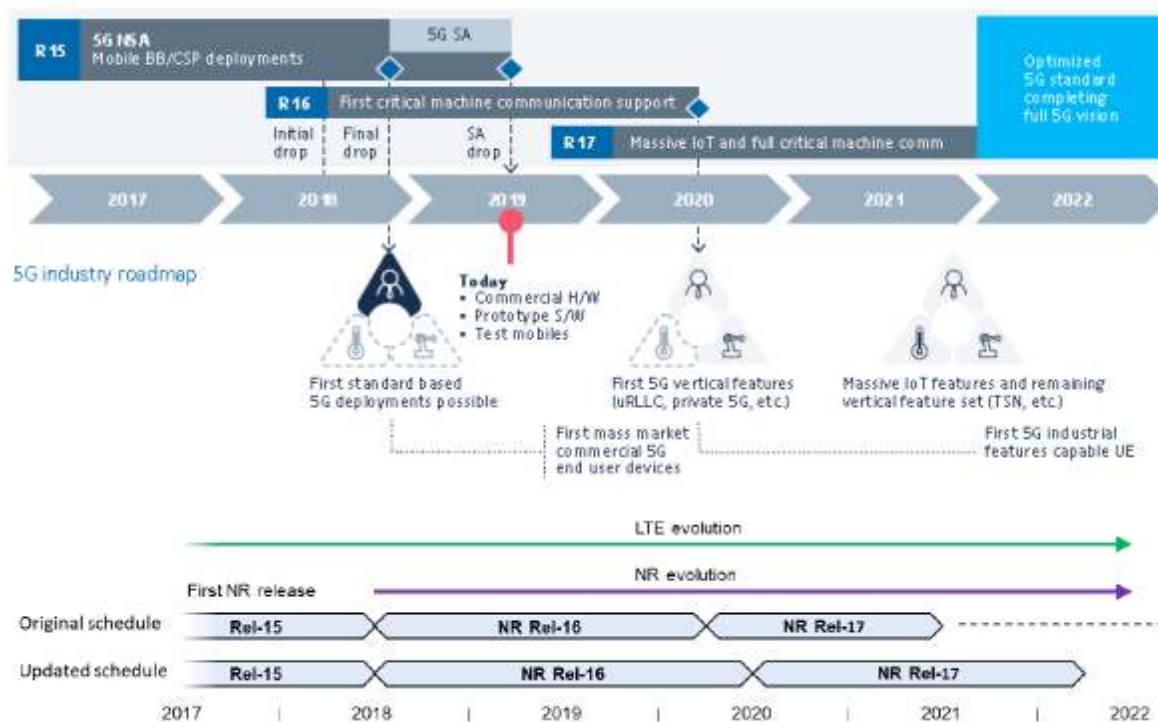 R 15
5G NSA
Mobile BB/CSP deployments
5G SA
R 16
First critical machine communication support
Initial drop
Final drop
SA drop
R 17
Massive IoT and full critical machine comm
Optimized
5G standard
completing
full 5G vision
2017
2018
2019
2020
2021
2022
5G industry roadmap
Today
• Commercial H/W
• Prototype S/W
• Test mobiles
First standard based
5G deployments possible
First 5G vertical features
(uRLLC, private 5G, etc.)
Massive IoT features and remaining
vertical feature set (TSN, etc.)
First mass market
commercial 5G
end user devices
First 5G industrial
features capable UE
LTE evolution
First NR release
NR evolution
Original schedule
Rel-15
NR Rel-16
NR Rel-17
Updated schedule
Rel-15
NR Rel-16
NR Rel-17
2017
2018
2019
2020
2021
2022